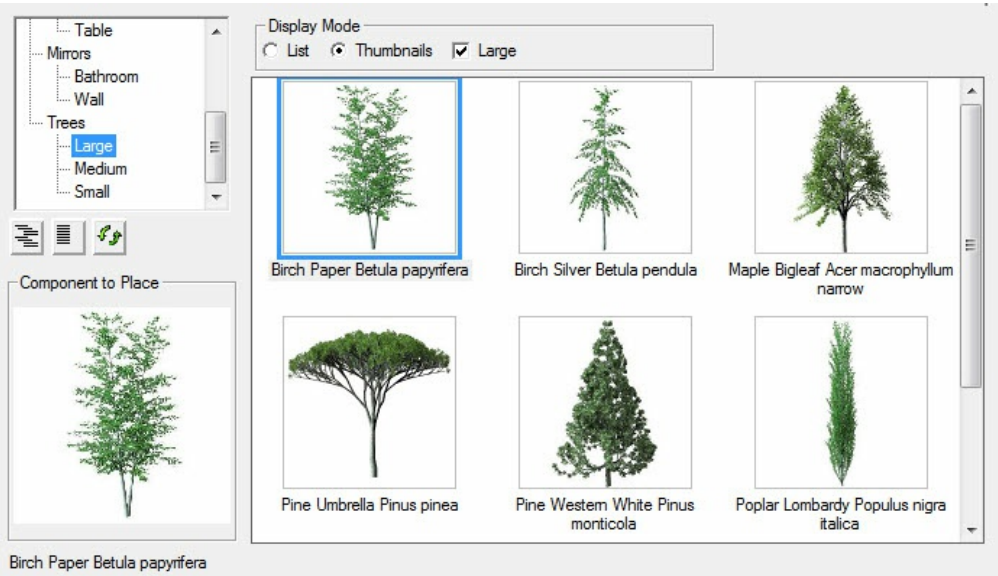 Table
Mirrors
Bathroom
Wall
Trees
Large
Medium
Small
Component to Place
Birch Paper Betula papyrifera
Display Mode
List Thumbnails Large
Birch Paper Betula papyrifera
Birch Silver Betula pendula
Maple Bigleaf Acer macrophyllum
narrow
Pine Umbrella Pinus pinea
Pine Western White Pinus
monticola
Poplar Lombardy Populus nigra
italica